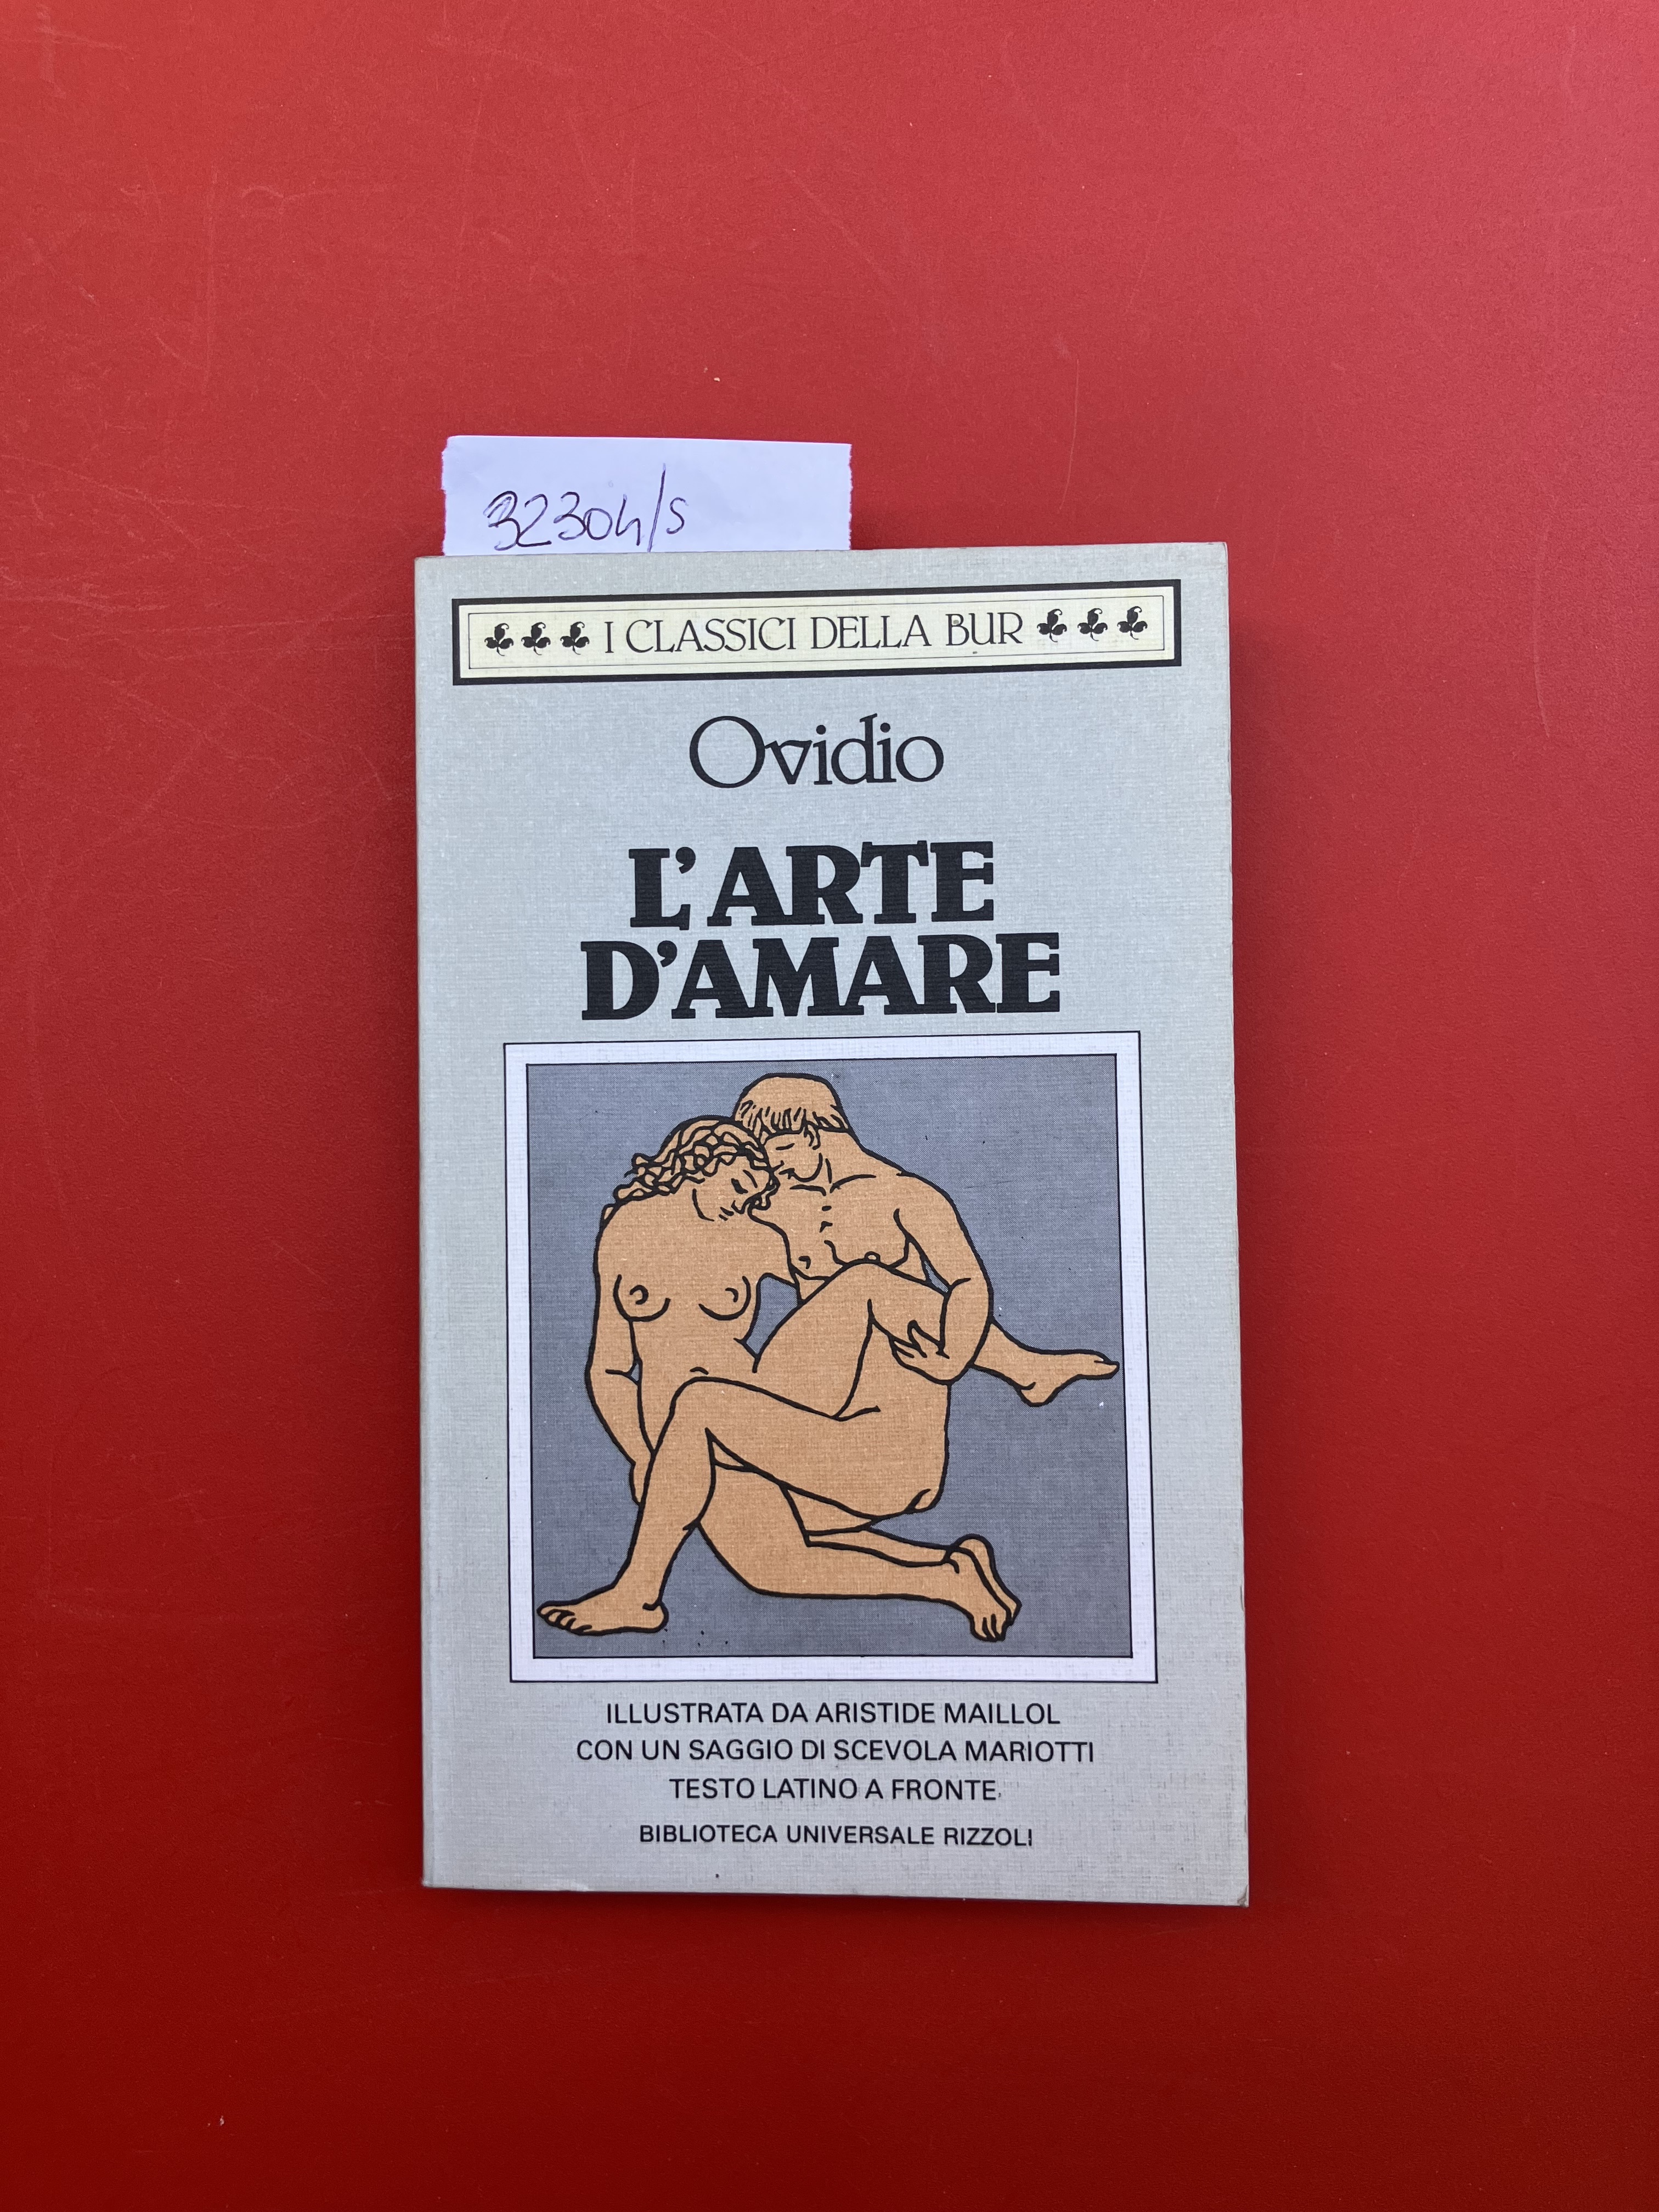 32304/s
I CLASSICI DELLA BUR
Ovidio
L'ARTE
D'AMARE
ILLUSTRATA DA ARISTIDE MAILLOL
CON UN SAGGIO DI SCEVOLA MARIOTTI
TESTO LATINO A FRONTE
BIBLIOTECA UNIVERSALE RIZZOLI